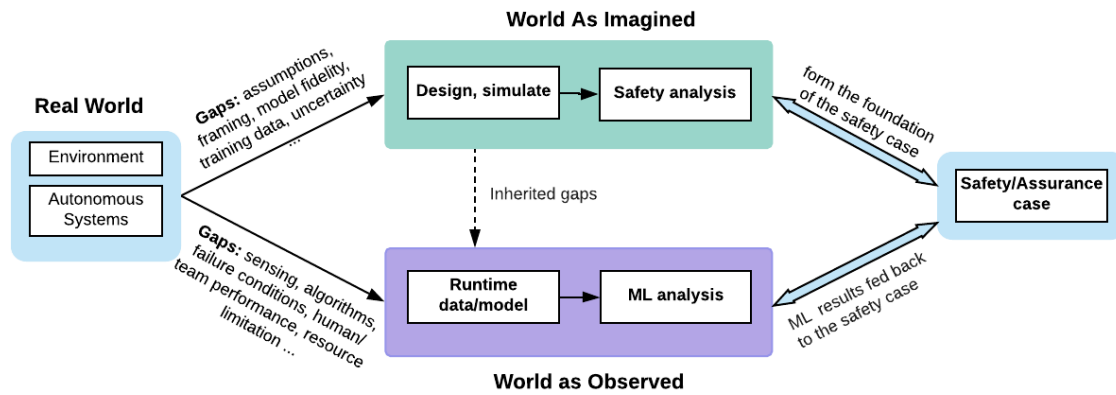 World As Imagined
Real World
Environment
Autonomous
Systems
Gaps: assumptions,
framing, model fidelity,
training data, uncertainty
...
Design, simulate
Safety analysis
form the foundation
of the safety case
Inherited gaps
Safety/Assurance
case
Gaps: sensing, algorithms,
failure conditions, human/
team performance, resource
limitation ...
Runtime
data/model
ML analysis
ML results fed back
to the safety case
World as Observed